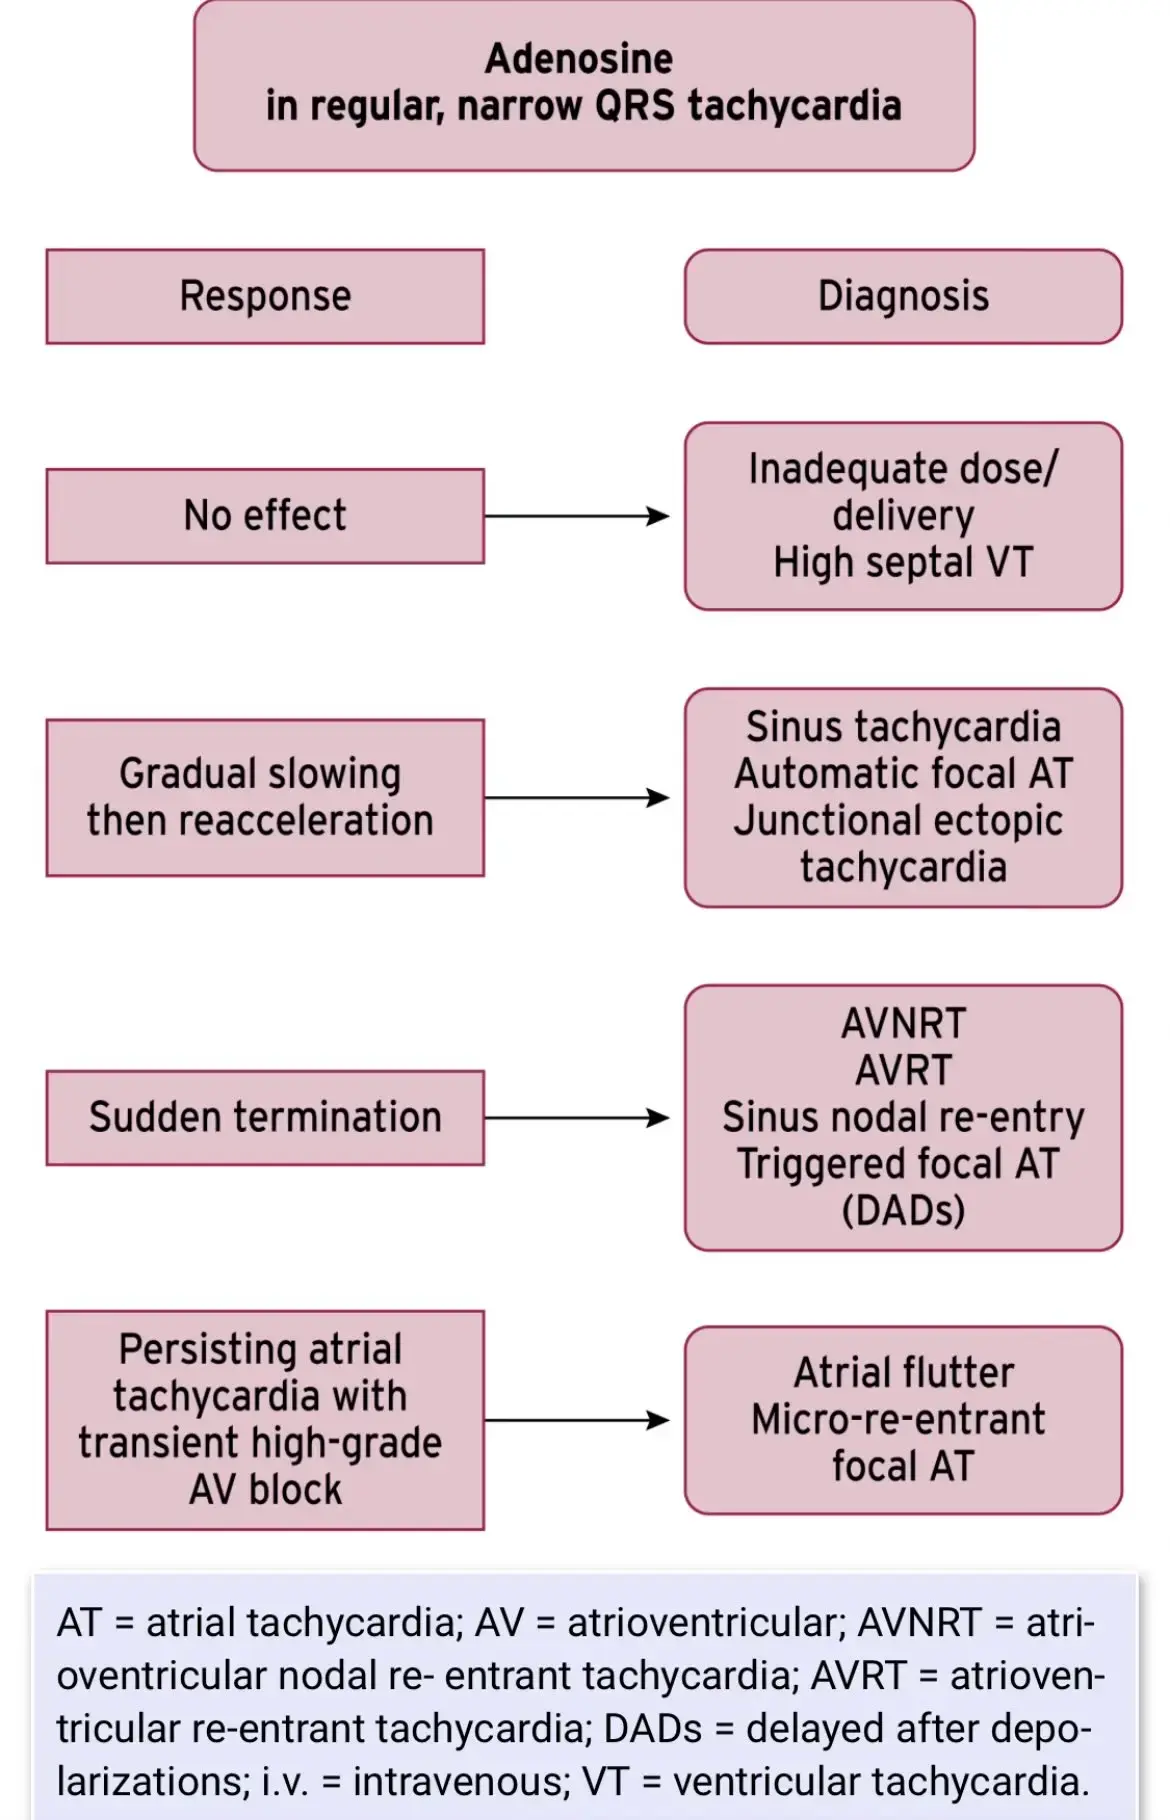 Adenosine
in regular, narrow QRS tachycardia
Response
Diagnosis
No effect
Inadequate dose/
delivery
High septal VT
Gradual slowing
then reacceleration
Sinus tachycardia
Automatic focal AT
Junctional ectopic
tachycardia
Sudden termination
AVNRT
AVRT
Sinus nodal re-entry
Triggered focal AT
(DADs)
Persisting atrial
tachycardia with
transient high-grade
AV block
Atrial flutter
Micro-re-entrant
focal AT
AT = atrial tachycardia; AV = atrioventricular; AVNRT = atri-
oventricular nodal re- entrant tachycardia; AVRT = atrioven-
tricular re-entrant tachycardia; DADs = delayed after depo-
larizations; i.v. = intravenous; VT = ventricular tachycardia.